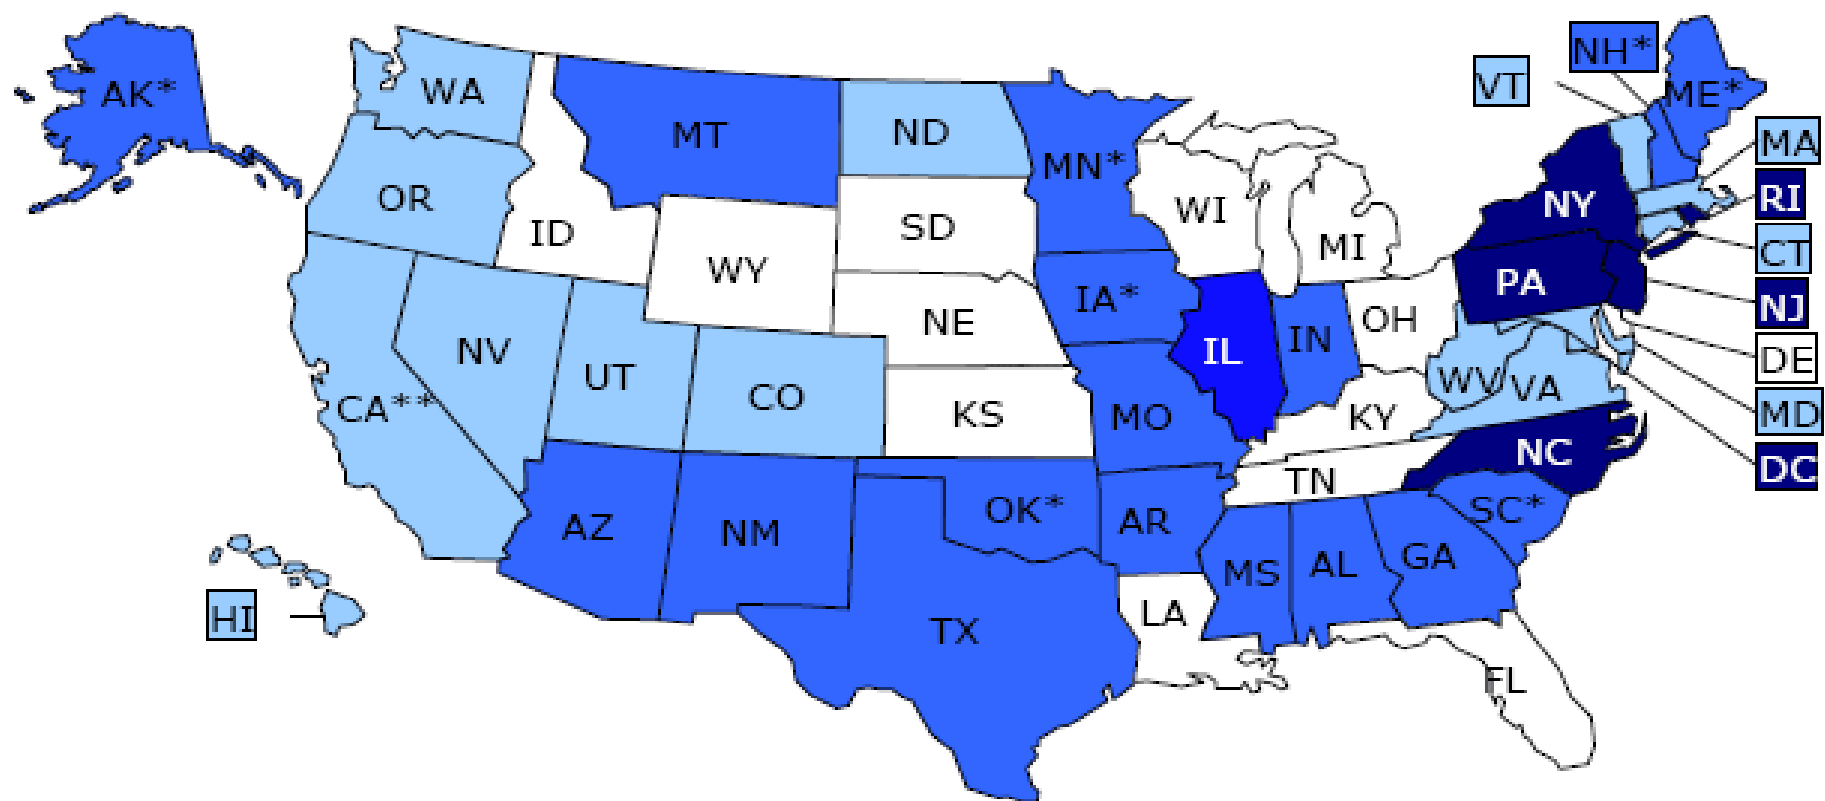 NH*
VT
AK*
WA
ME*
MT
ND
MN*
MA
OR
NY
RI
ID
SD
WI
MI
CT
WY
PA
NJ
IA*
NE
OH
NV
IL
IN
DE
UT
CO
CA**
KS
MO
KY
WV
VA
MD
NC
DC
TN
AZ
NM
OK*
AR
SC*
MS
AL
GA
HI
TX
LA
FL